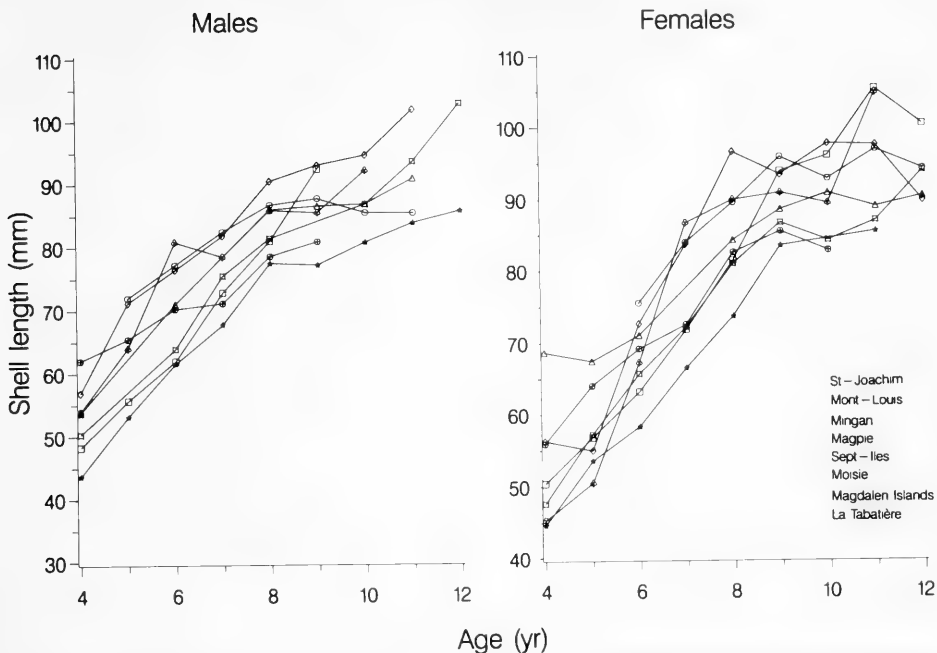 Males
Females
110
100
90
80
70
60
50
40
30
4
6
8
10
12
Shell length (mm)
110
100
90
80
70
60
50
40
4
6
8
10
12
St-Joachim
Mont-Louis
Mingan
Magpie
Sept-Iles
Moisie
Magdalen Islands
La Tabatière
Age (yr)